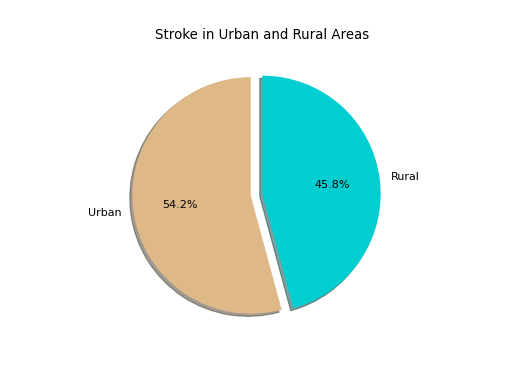 Stroke in Urban and Rural Areas
45.8%
Rural
54.2%
Urban